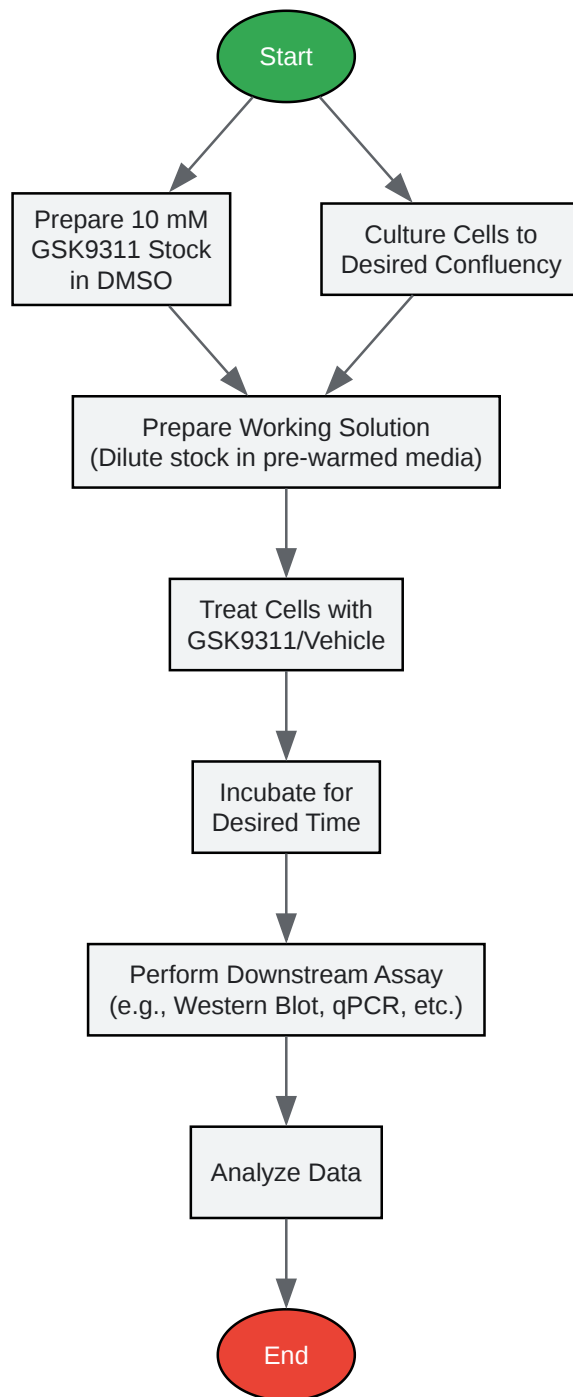 Start
Prepare 10 mM
GSK9311 Stock
in DMSO
Culture Cells to
Desired Confluency
Prepare Working Solution
(Dilute stock in pre-warmed media)
Treat Cells with
GSK9311/Vehicle
Incubate for
Desired Time
Perform Downstream Assay
(e.g., Western Blot, qPCR, etc.)
Analyze Data
End